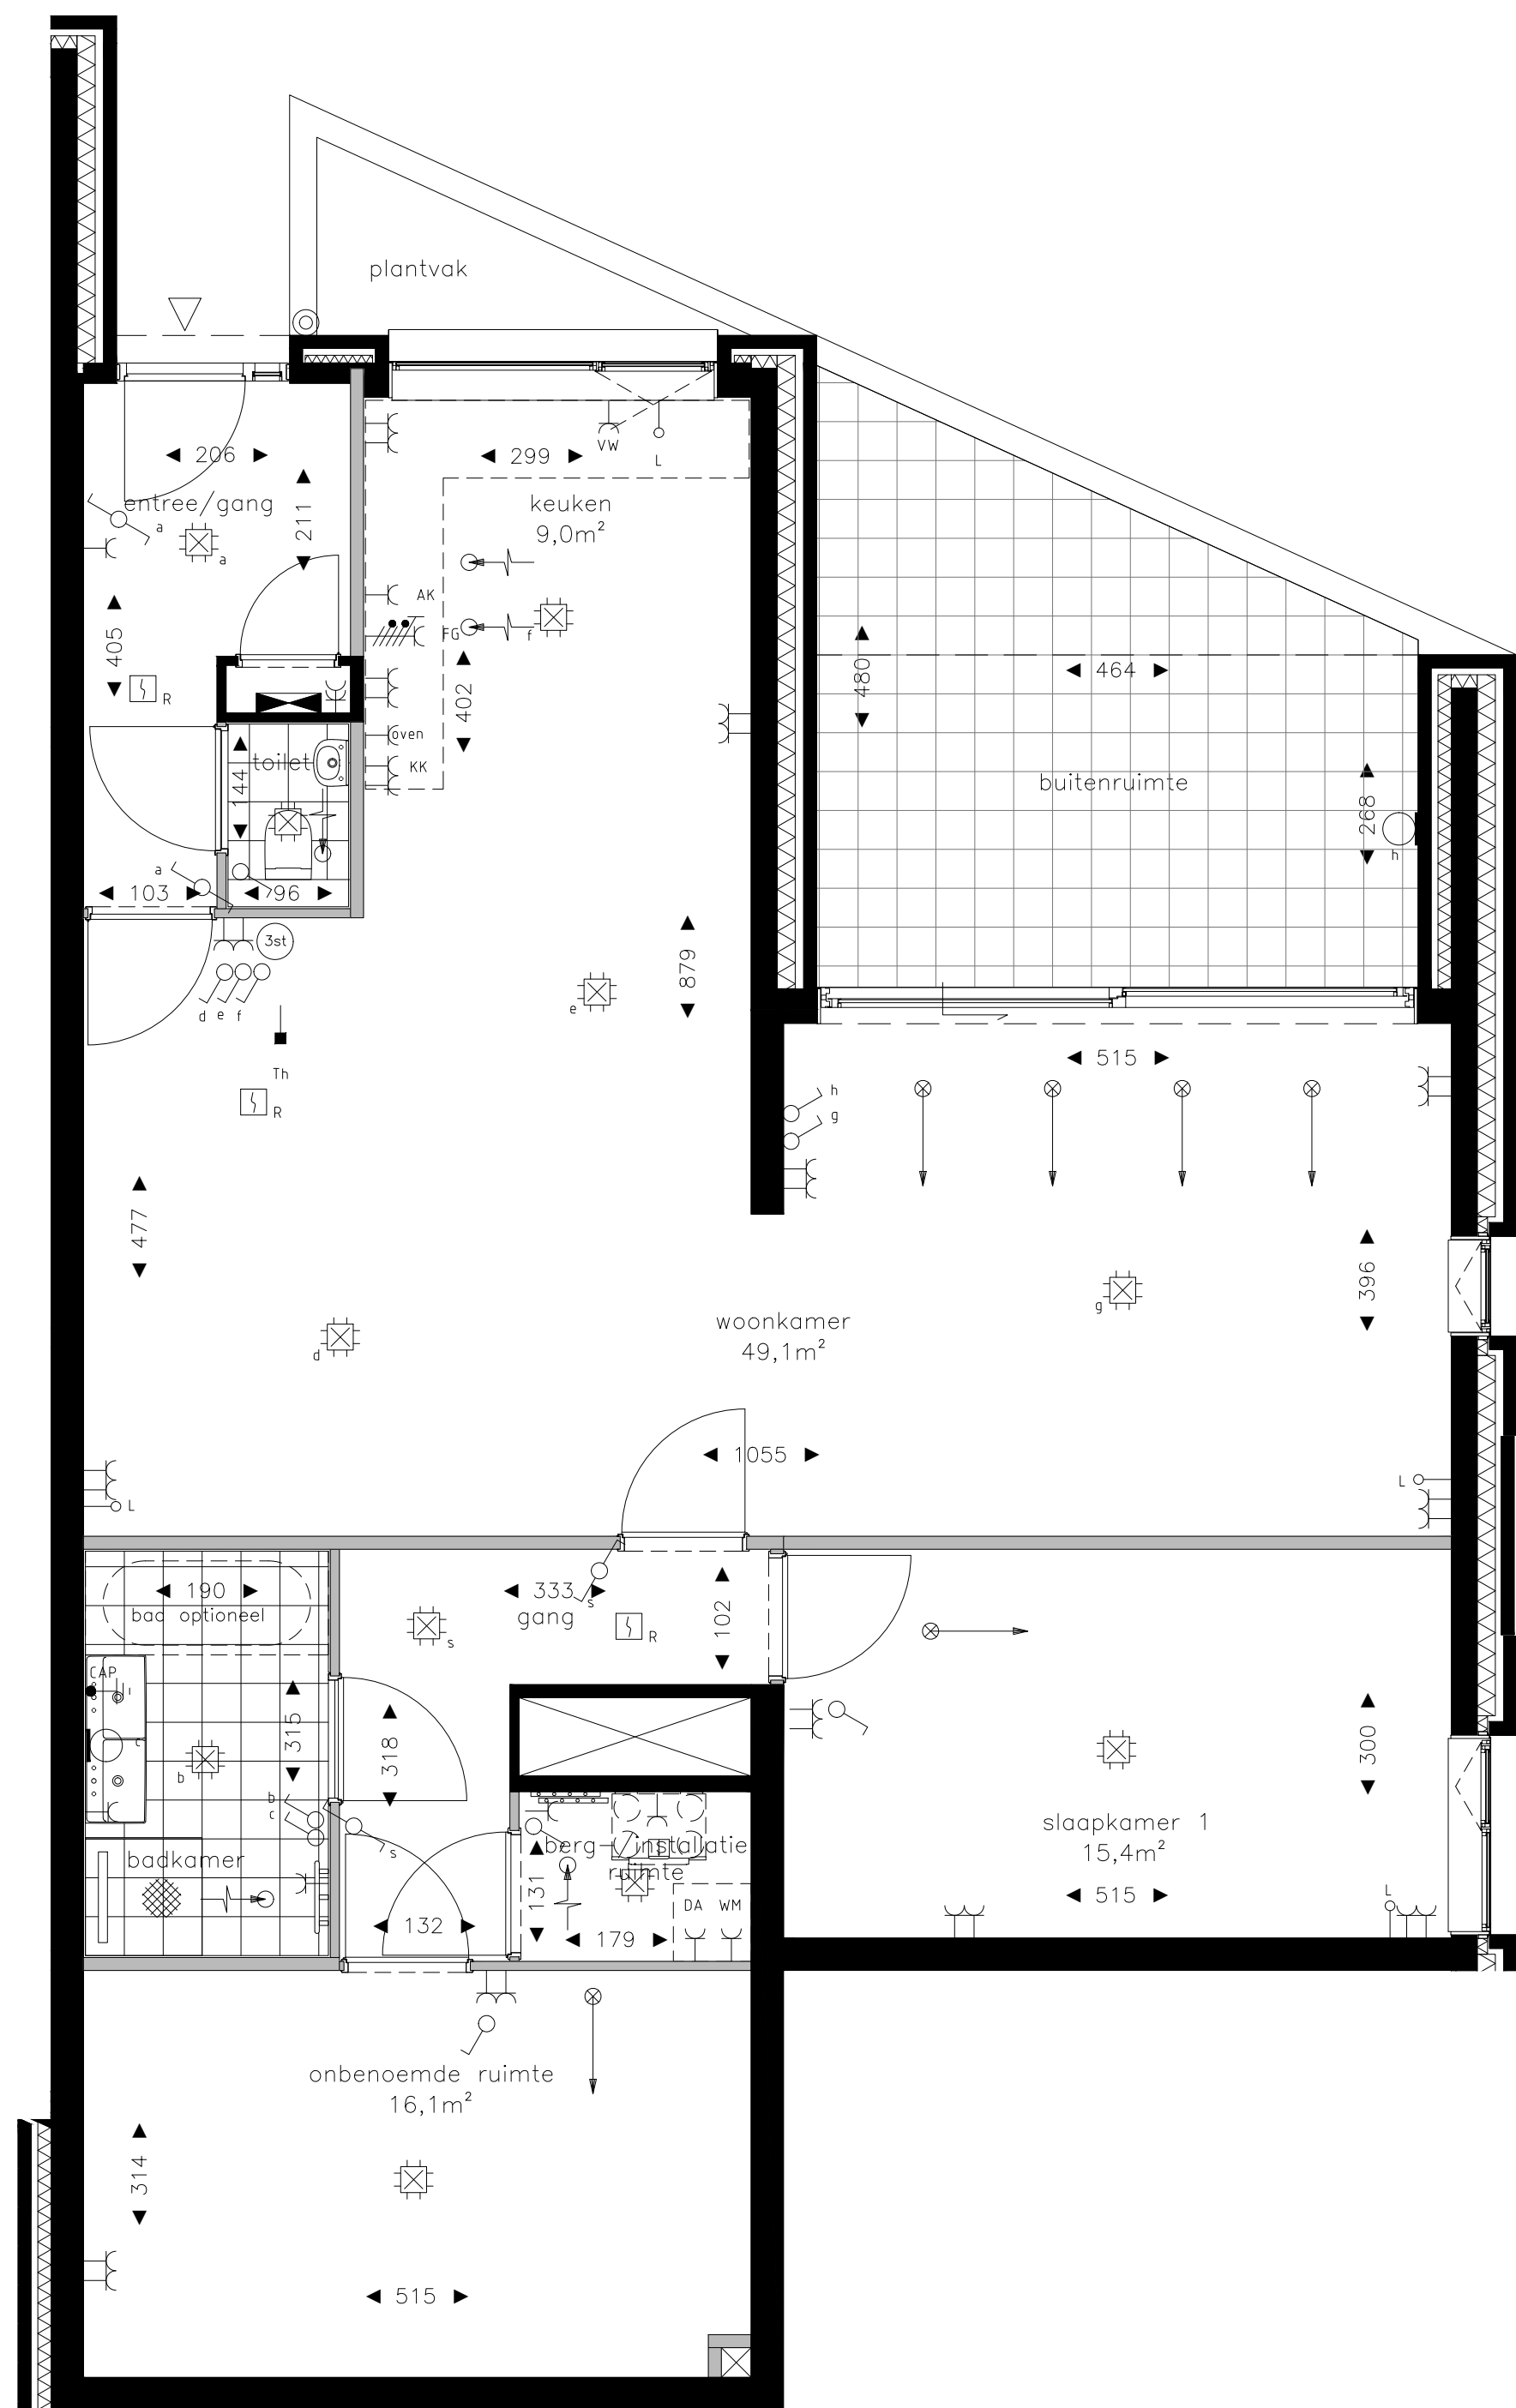 plantvak
206
299
VW
L
entree/gang
a
a
211
keuken
9,0m²
AK
FG
f
405
R
402
480
464
oven
KK
toilet
144
buitenruimte
268
h
a
103
96
3st
d e f
879
e
Th
R
515
h
g
477
396
g
woonkamer
49,1m²
d
1055
L
L
190
bad optioneel
333
s
gang
s
R
102
CAP
c
b
315
318
300
b
c
s
slaapkamer 1
15,4m²
berg-/installatie
ruimte
badkamer
131
515
L
132
179
DA WM
onbenoemde ruimte
16,1m²
314
515